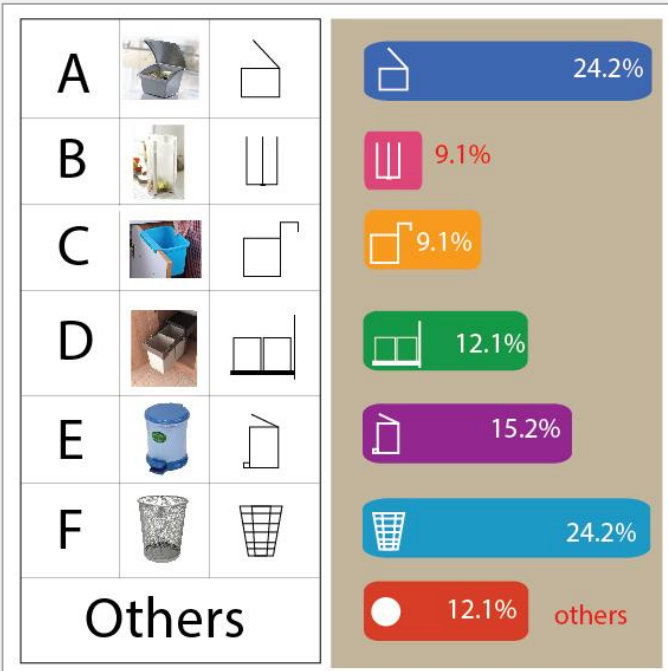 A
24.2%
B
9.1%
C
9.1%
D
12.1%
E
15.2%
F
24.2%
Others
12.1%
others